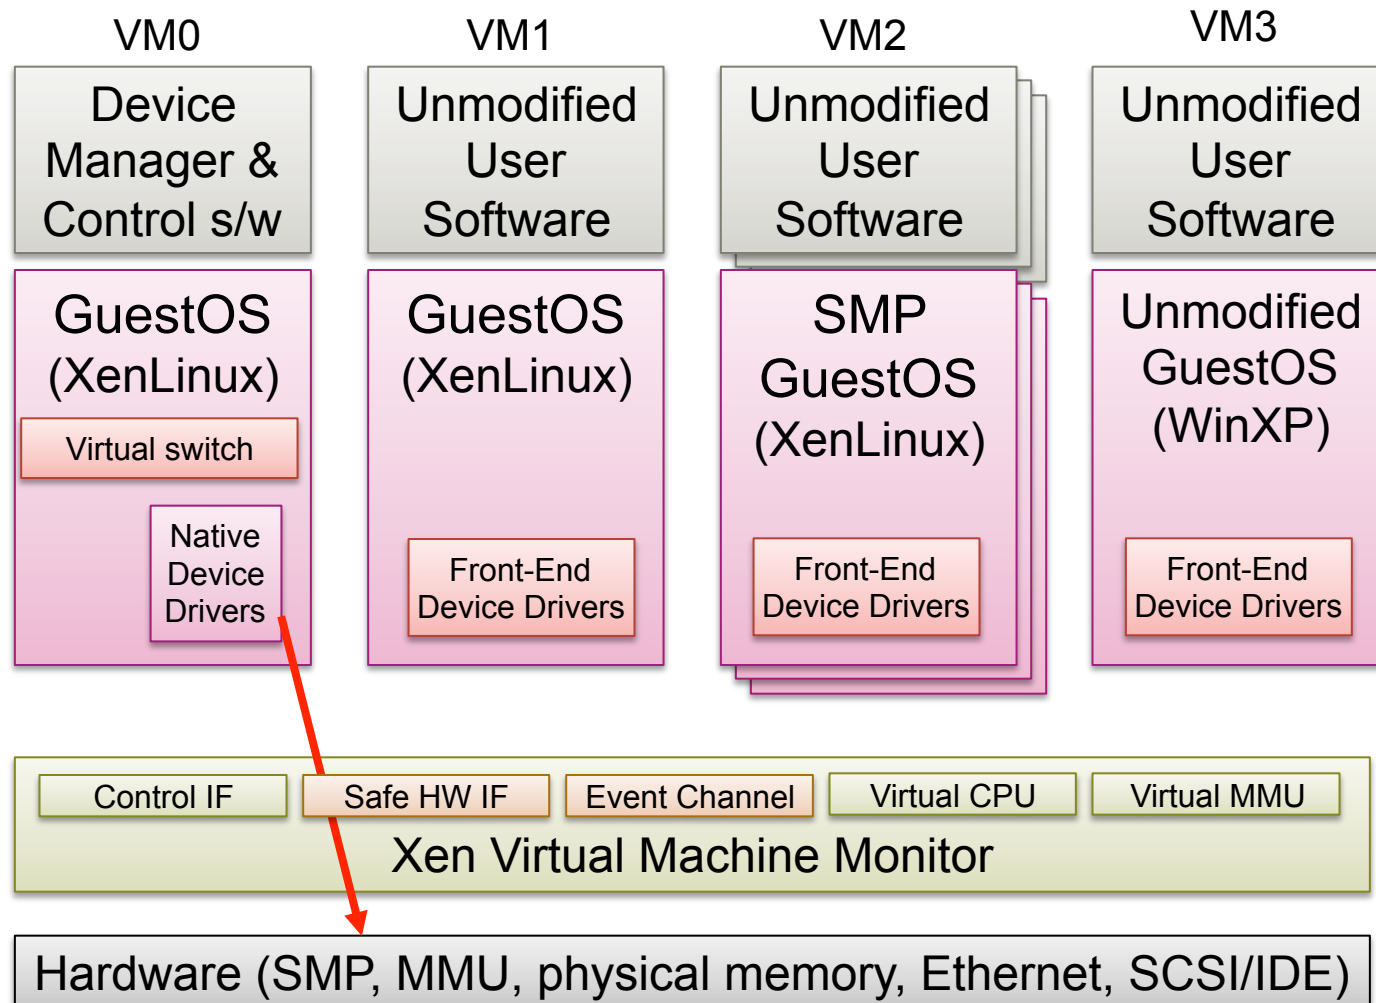 VM0
VM1
VM2
VM3
Device
Manager &
Control s/w
Unmodified
User
Software
Unmodified
User
Software
Unmodified
User
Software
GuestOS
(XenLinux)
Virtual switch
Native
Device
Drivers
GuestOS
(XenLinux)
Front-End
Device Drivers
SMP
GuestOS
(XenLinux)
Front-End
Device Drivers
Unmodified
GuestOS
(WinXP)
Front-End
Device Drivers
Control IF
Safe HW IF
Event Channel
Virtual CPU
Virtual MMU
Xen Virtual Machine Monitor
Hardware (SMP, MMU, physical memory, Ethernet, SCSI/IDE)